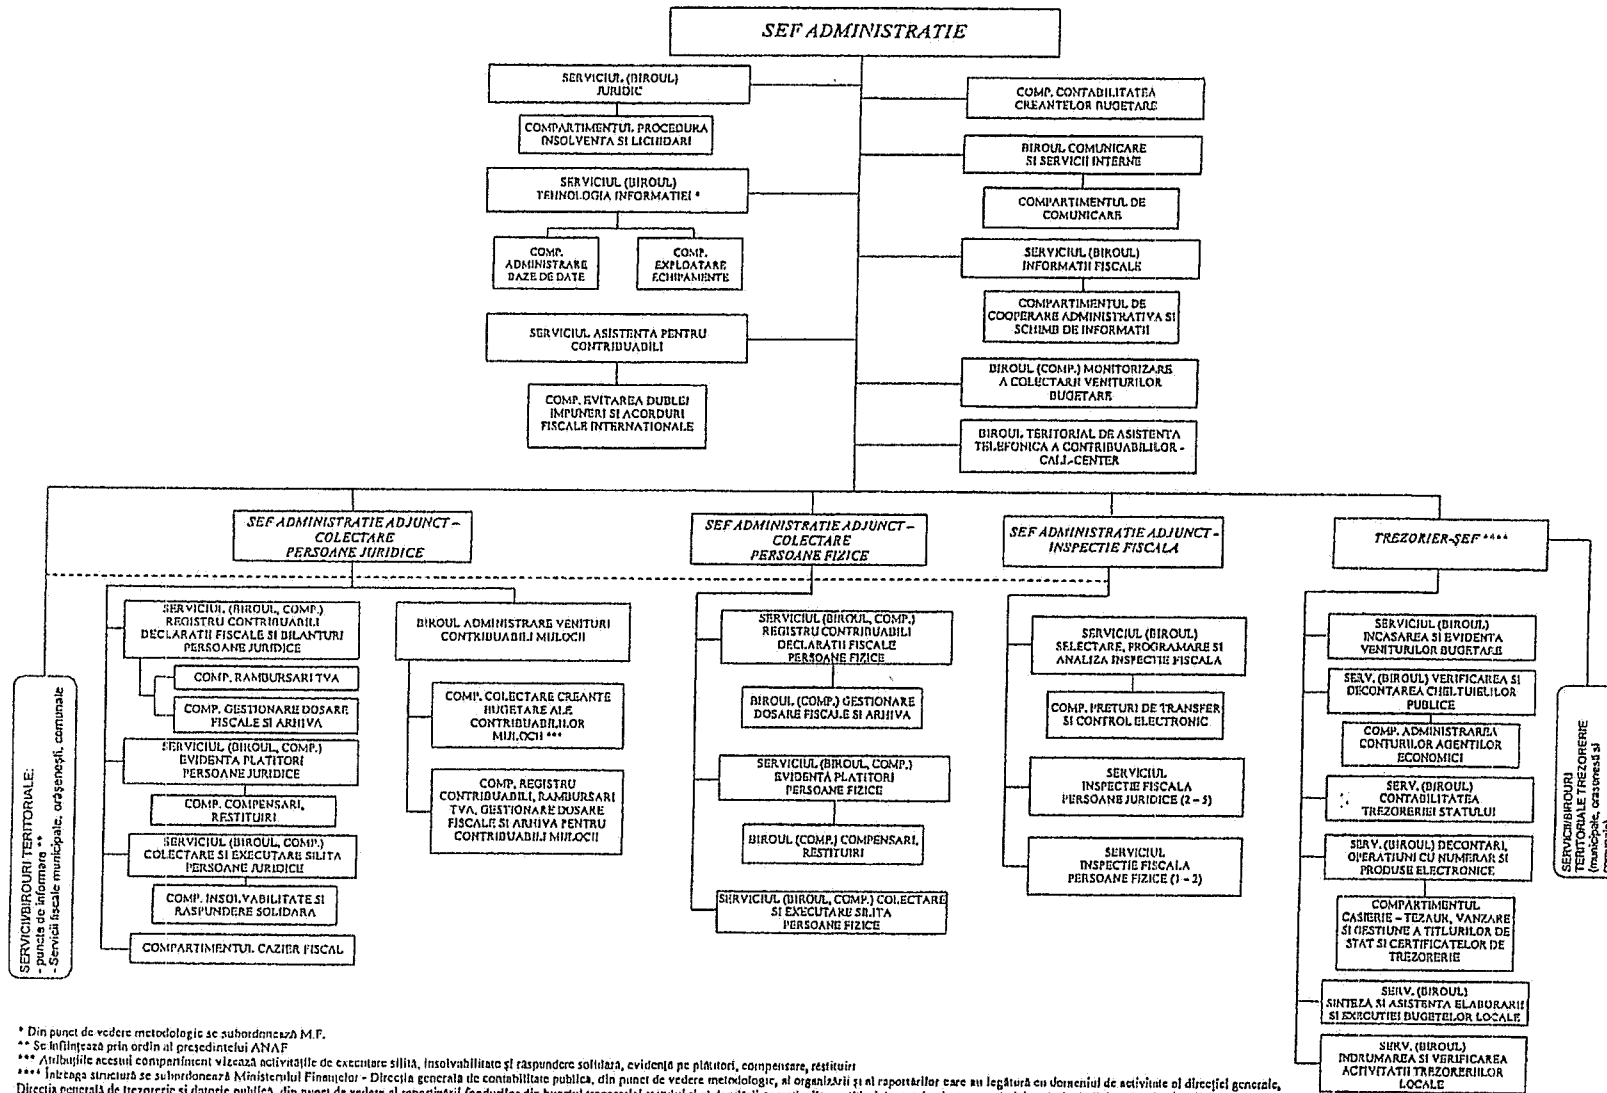 SEF ADMINISTRATIE
SERVICIUL (BIROUL)
JURIDIC
COMPARTIMENTUL PROCEDURA
INSOLVENTA SI LICHIDARI
SERVICIUL (BIROUL)
TEHNOLOGIA INFORMATIEI *
COMP.
ADMINISTRARE
BAZE DE DATE
COMP.
EXPLOATARE
ECHIPAMENTE
SERVICIUL ASISTENTA PENTRU
CONTRIBUABILI
COMP. EVITAREA DUBLEI
IMPUNERI SI ACORDURI
FISCALE INTERNATIONALE
COMP. CONTABILITATEA
CREANTELOR BUGETARE
BIROUL COMUNICARE
SI SERVICII INTERNE
COMPARTIMENTUL DE
COMUNICARE
SERVICIUL (BIROUL)
INFORMATII FISCALE
COMPARTIMENTUL DE
COOPERARE ADMINISTRATIVA SI
SCHIMB DE INFORMATII
BIROUL (COMP.) MONITORIZARE
A COLECTARII VENITURILOR
BUGETARE
BIROUL TERITORIAL DE ASISTENTA
TELEFONICA A CONTRIBUABILILOR -
CALL-CENTER
SERVICII/BIROURI TERITORIALE:
- puncte de informare **
- Servicii fiscale municipale, orășenești, comunale
SEF ADMINISTRATIE ADJUNCT –
COLECTARE
PERSOANE JURIDICE
SERVICIUL (BIROUL, COMP.)
REGISTRU CONTRIBUABILI
DECLARATII FISCALE SI BILANTURI
PERSOANE JURIDICE
COMP. RAMBURSARI TVA
COMP. GESTIONARE DOSARE
FISCALE SI ARHIVA
SERVICIUL (BIROUL, COMP.)
EVIDENTA PLATITORI
PERSOANE JURIDICE
COMP. COMPENSARI,
RESTITUIRI
SERVICIUL (BIROUL, COMP.)
COLECTARE SI EXECUTARE SILITA
PERSOANE JURIDICE
COMP. INSOLVABILITATE SI
RASPUNDERE SOLIDARA
COMPARTIMENTUL CAZIER FISCAL
BIROUL ADMINISTRARE VENITURI
CONTRIBUABILI MIJLOCII
COMP. COLECTARE CREANTE
BUGETARE ALE
CONTRIBUABILILOR
MIJLOCII ***
COMP. REGISTRU
CONTRIBUABILI, RAMBURSARI
TVA, GESTIONARE DOSARE
FISCALE SI ARHIVA PENTRU
CONTRIBUABILI MIJLOCII
SEF ADMINISTRATIE ADJUNCT –
COLECTARE
PERSOANE FIZICE
SERVICIUL (BIROUL, COMP.)
REGISTRU CONTRIBUABILI
DECLARATII FISCALE
PERSOANE FIZICE
BIROUL (COMP.) GESTIONARE
DOSARE FISCALE SI ARHIVA
SERVICIUL (BIROUL, COMP.)
EVIDENTA PLATITORI
PERSOANE FIZICE
BIROUL (COMP.) COMPENSARI,
RESTITUIRI
SERVICIUL (BIROUL, COMP.) COLECTARE
SI EXECUTARE SILITA
PERSOANE FIZICE
SEF ADMINISTRATIE ADJUNCT -
INSPECTIE FISCALA
SERVICIUL (BIROUL)
SELECTARE, PROGRAMARE SI
ANALIZA INSPECTIE FISCALA
COMP. PRETURI DE TRANSFER
SI CONTROL ELECTRONIC
SERVICIUL
INSPECTIE FISCALA
PERSOANE JURIDICE (2 – 5)
SERVICIUL
INSPECTIE FISCALA
PERSOANE FIZICE (1 – 2)
TREZORIER-ȘEF ****
SERVICIUL (BIROUL)
INCASAREA SI EVIDENTA
VENITURILOR BUGETARE
SERV. (BIROUL) VERIFICAREA SI
DECONTAREA CHELTUIELILOR
PUBLICE
COMP. ADMINISTRAREA
CONTURILOR AGENTILOR
ECONOMICI
SERV. (BIROUL)
CONTABILITATEA
TREZORERIEI STATULUI
SERV. (BIROUL) DECONTARI,
OPERATIUNI CU NUMERAR SI
PRODUSE ELECTRONICE
COMPARTIMENTUL
CASIERIE – TEZAUR, VANZARE
SI GESTIUNE A TITLURILOR DE
STAT SI CERTIFICATELOR DE
TREZORERIE
SERV. (BIROUL)
SINTEZA SI ASISTENTA ELABORARII
SI EXECUTIEI BUGETELOR LOCALE
SERV. (BIROUL)
INDRUMAREA SI VERIFICAREA
ACTIVITATII TREZORERIILOR
LOCALE
SERVICII/BIROURI
TERITORIALE TREZORERIE
(municipale, orasenesti si
comunale)
* Din punct de vedere metodologic se subordonează M.F.
** Se înființează prin ordin al președintelui ANAF
*** Atribuțiile acestui compartiment vizează activitățile de executare silită, insolvabilitate și răspundere solidară, evidență pe plătitori, compensare, restituiri
**** Întreaga structură se subordonează Ministerului Finanțelor - Direcția generală de contabilitate publică, din punct de vedere metodologic, al organizării și al raportărilor care au legătură cu domeniul de activitate al direcției generale,
Direcția generală de trezorerie și datorie publică, din punct de vedere al